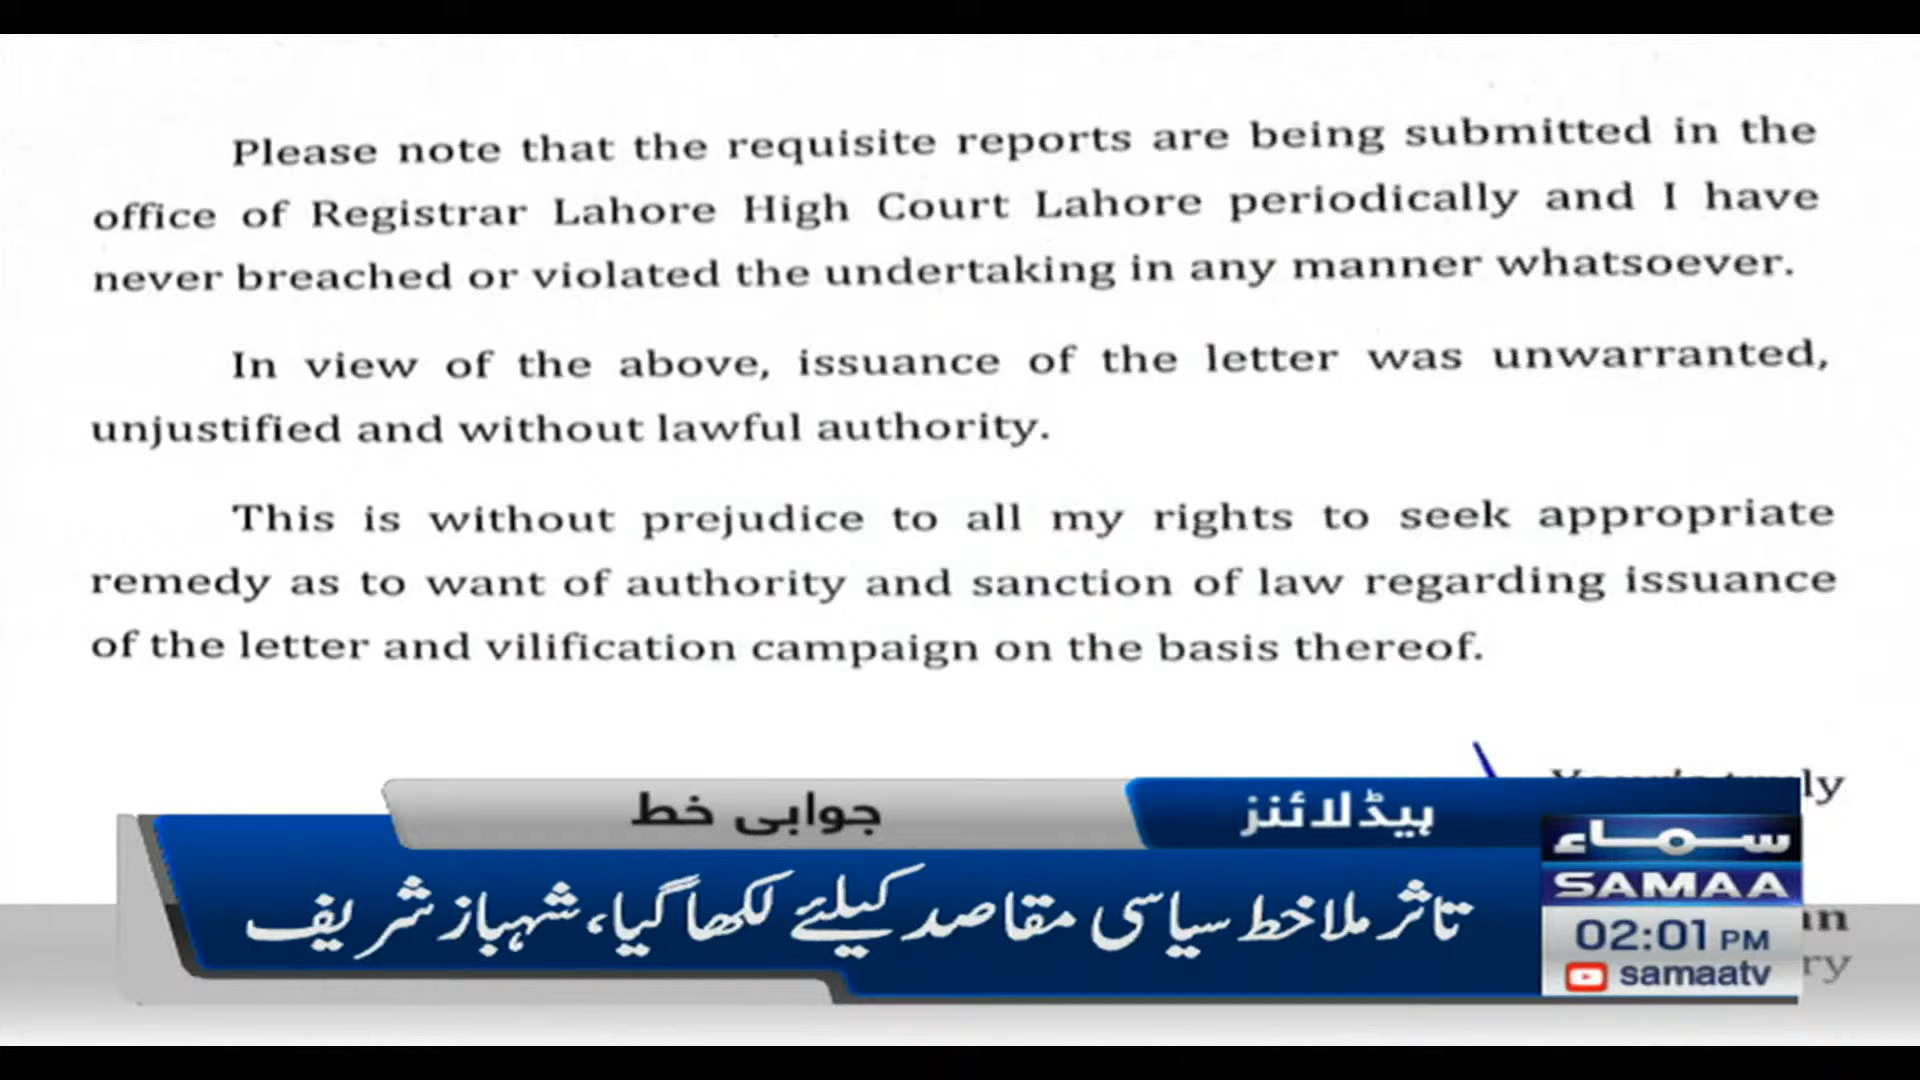 Please note that the requisite reports are being submitted in the
office of Registrar Lahore High Court Lahore periodically and I have
never breached or violated the undertaking in any manner whatsoever.
In view of the above, issuance of the letter was unwarranted,
unjustified and without lawful authority.
This is without prejudice to all my rights to seek appropriate
remedy as to want of authority and sanction of law regarding issuance
of the letter and vilification campaign on the basis thereof.
ہیڈلائنز
جوابی خط
تاثر ملا خط سیاسی مقاصد کیلئے لکھا گیا، شہباز شریف
سماء
SAMAA
02:01 PM
samaatv